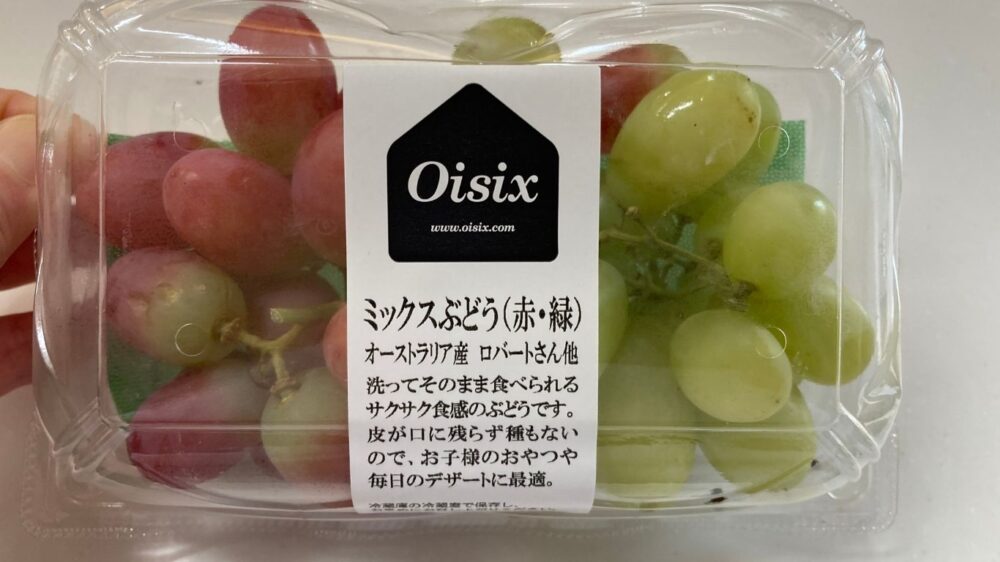 Oisix
www.oisix.com
ミックスぶどう(赤・緑)
オーストラリア産 ロバートさん他
洗ってそのまま食べられる
サクサク食感のぶどうです。
皮が口に残らず種もない
ので、お子様のおやつや
毎日のデザートに最適。